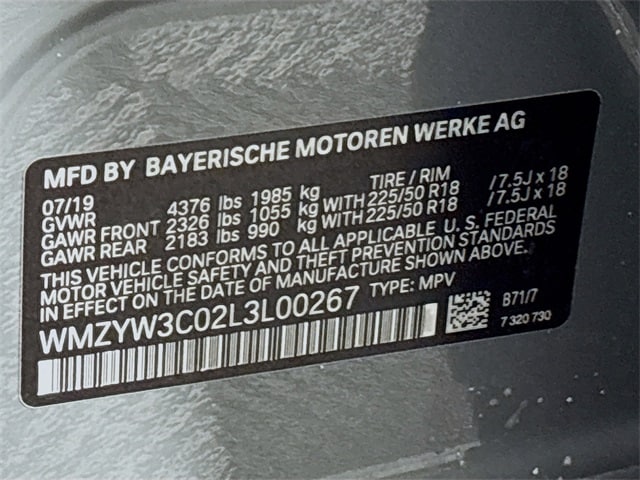 MFD BY BAYERISCHE MOTOREN WERKE AG
07/19 TIRE / RIM
GVWR 4376 lbs 1985 kg
GAWR FRONT 2326 lbs 1055 kg WITH 225/50 R18 / 7.5J x 18
GAWR REAR 2183 lbs 990 kg WITH 225/50 R18 / 7.5J x 18
THIS VEHICLE CONFORMS TO ALL APPLICABLE U. S. FEDERAL
MOTOR VEHICLE SAFETY AND THEFT PREVENTION STANDARDS
IN EFFECT ON THE DATE OF MANUFACTURE SHOWN ABOVE.
WMZYW3C02L3L00267 TYPE: MPV
B71/7
7 320 730